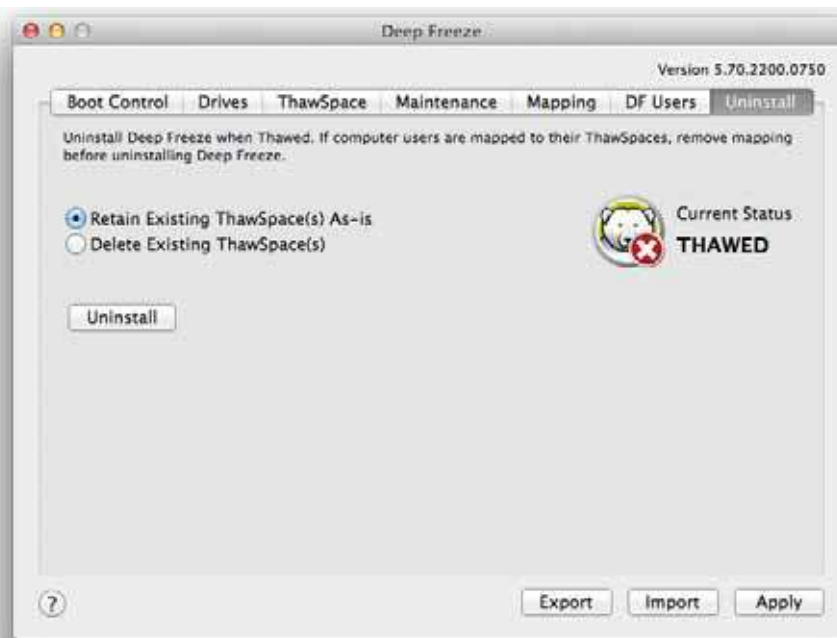 Deep Freeze
Version 5.70.2200.0750
Boot Control Drives ThawSpace Maintenance Mapping DF Users Uninstall
Uninstall Deep Freeze when Thawed. If computer users are mapped to their ThawSpaces, remove mapping
before uninstalling Deep Freeze.
Retain Existing ThawSpace(s) As-is
Delete Existing ThawSpace(s)
Current Status
THAWED
Uninstall
?
Export Import Apply